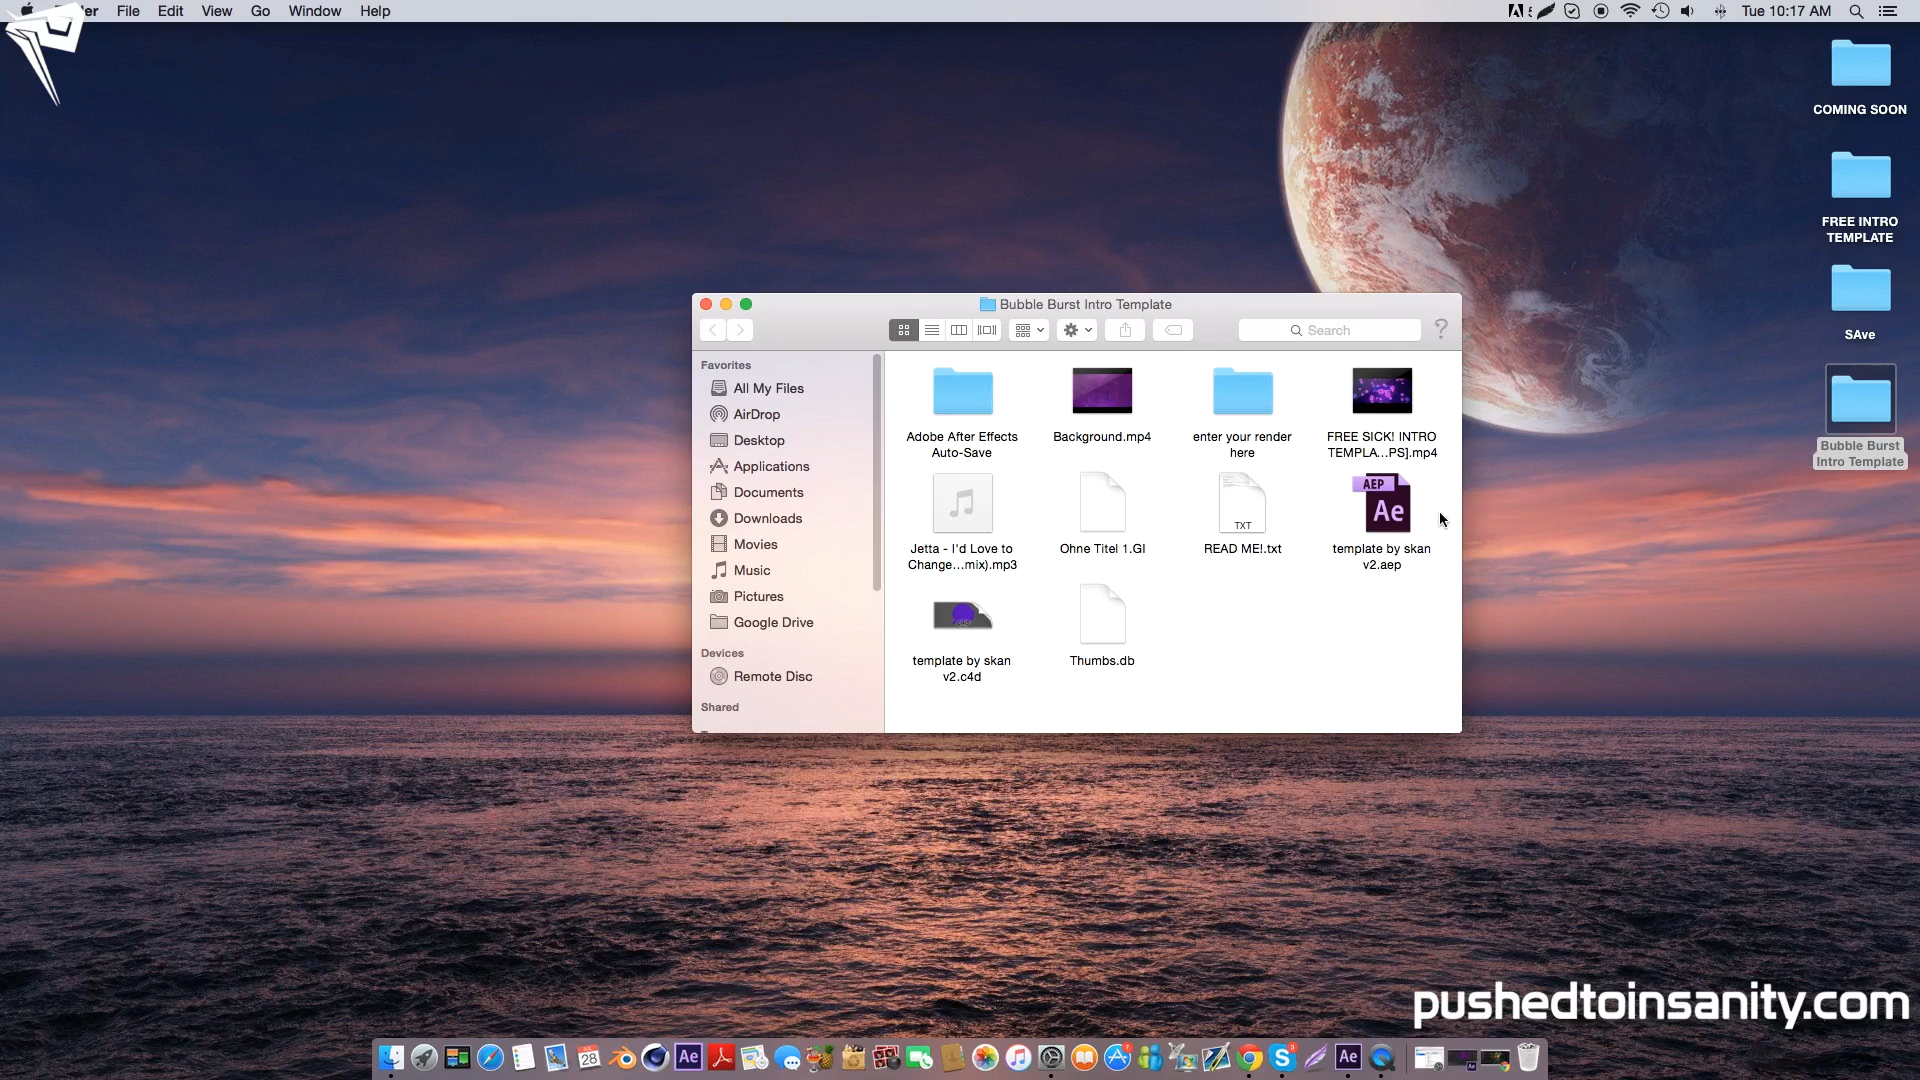 File Edit View Go Window Help
Tue 10:17 AM
COMING SOON
FREE INTRO
TEMPLATE
SAve
Bubble Burst
Intro Template
Bubble Burst Intro Template
Search
Favorites
All My Files
AirDrop
Desktop
Applications
Documents
Downloads
Movies
Music
Pictures
Google Drive
Devices
Remote Disc
Shared
Adobe After Effects
Auto-Save
Background.mp4
enter your render
here
FREE SICK! INTRO
TEMPLA...PS].mp4
Jetta - I'd Love to
Change...mix).mp3
Ohne Titel 1.GI
TXT
READ ME!.txt
AEP
Ae
template by skan
v2.aep
template by skan
v2.c4d
Thumbs.db
pushedtoinsanity.com
28
Ae
Ae